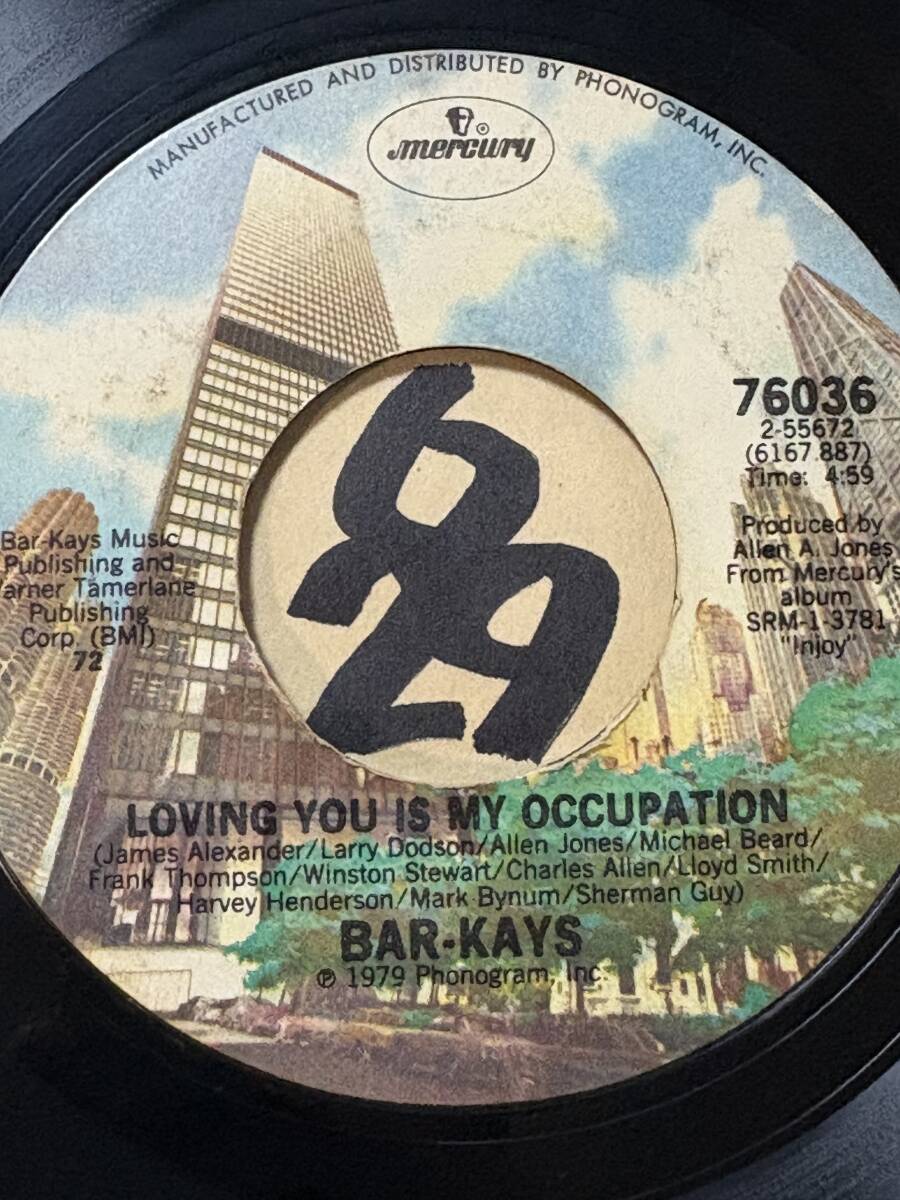 MANUFACTURED AND DISTRIBUTED BY PHONOGRAM, INC.
mercury
®
76036
2-55672
(6167.887)
Time: 4:59
Produced by
Allen A. Jones
From Mercury's
album
SRM-1-3781
"Injoy"
Bar-Kays Music
Publishing and
arner Tamerlane
Publishing
Corp. (BMI)
72
LOVING YOU IS MY OCCUPATION
(James Alexander/Larry Dodson/Allen Jones/Michael Beard/
Frank Thompson/Winston Stewart/Charles Allen/Lloyd Smith/
Harvey Henderson/Mark Bynum/Sherman Guy)
BAR-KAYS
℗ 1979 Phonogram, Inc.